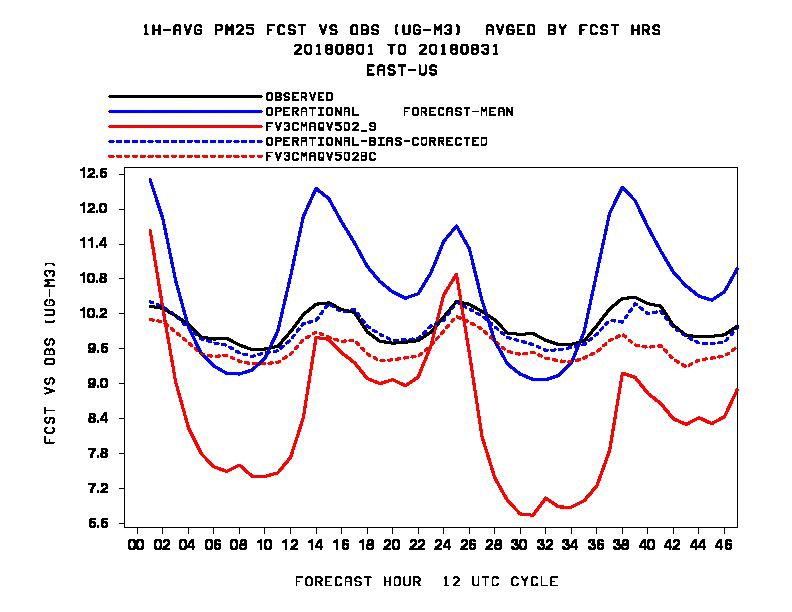 1H-AVG PM25 FCST VS OBS (UG-M3)  AVGED BY FCST HRS
20180801 TO 20180831
EAST-US
OBSERVED
OPERATIONAL     FORECAST-MEAN
FV3CMAQV502_9
OPERATIONAL-BIAS-CORRECTED
FV3CMAQV502BC
12.6
12.0
11.4
10.8
10.2
9.6
9.0
8.4
7.8
7.2
6.6
FCST VS OBS (UG-M3)
00 02 04 06 08 10 12 14 16 18 20 22 24 26 28 30 32 34 36 38 40 42 44 46
FORECAST HOUR  12 UTC CYCLE